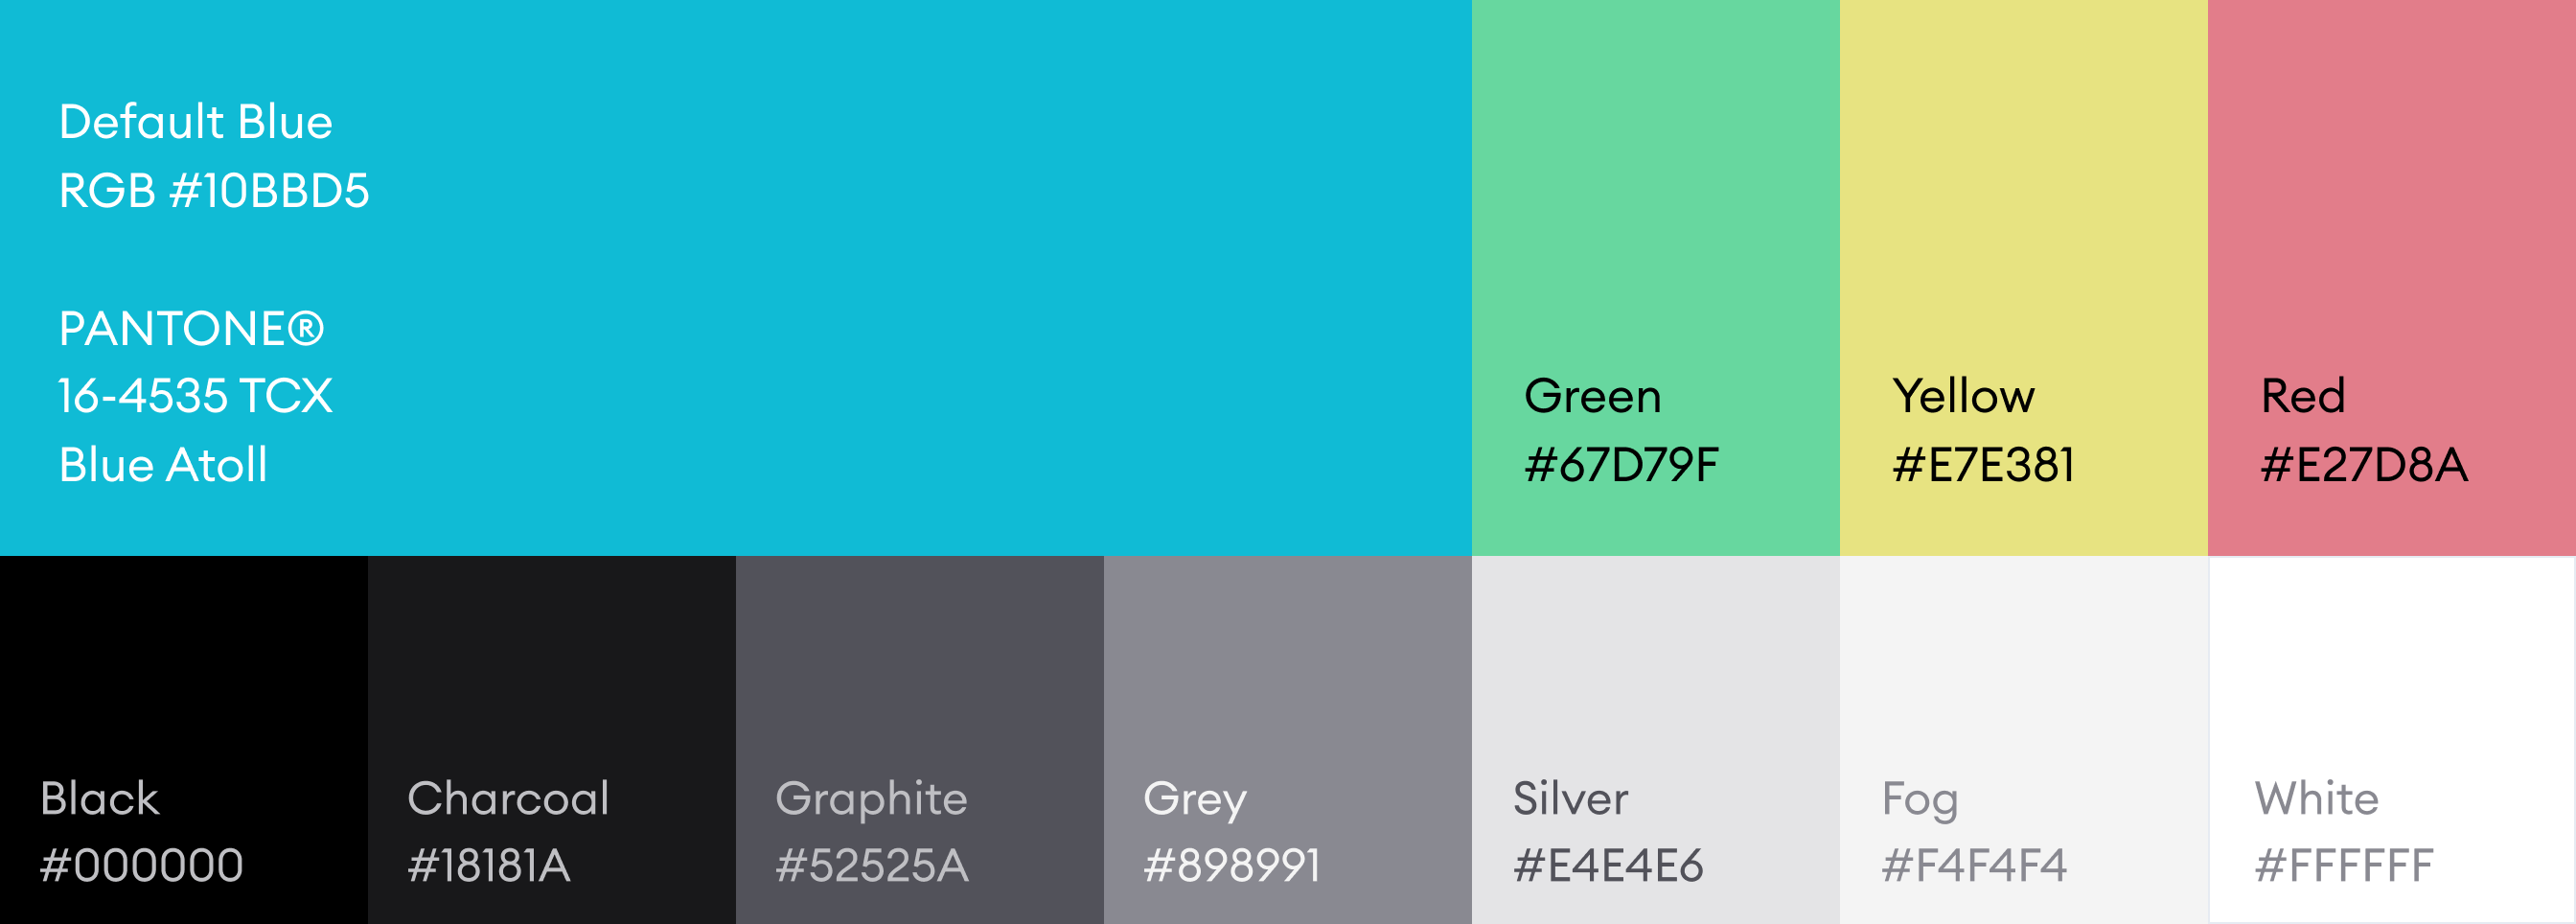 Default Blue
RGB #10BBD5
PANTONE®
16-4535 TCX
Blue Atoll
Green
#67D79F
Yellow
#E7E381
Red
#E27D8A
Black
#000000
Charcoal
#18181A
Graphite
#52525A
Grey
#898991
Silver
#E4E4E6
Fog
#F4F4F4
White
#FFFFFF